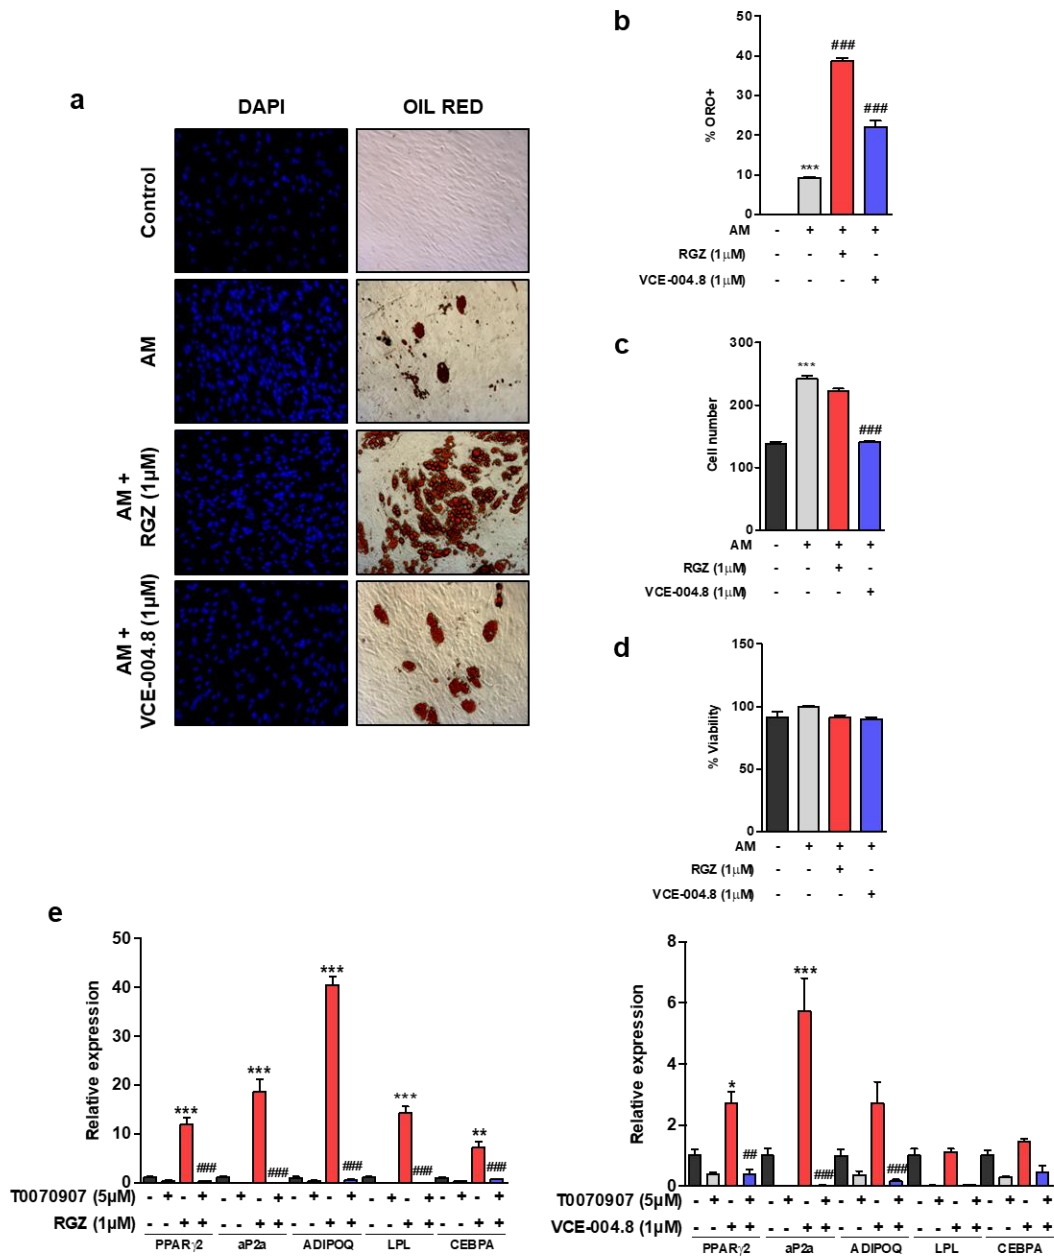 a
DAPI OIL RED
Control
AM
AM +
RGZ (1µM)
AM +
VCE-004.8 (1µM)
b
50
40
30
20
10
0
% ORO+
***
###
###
AM - + + +
RGZ (1µM) - - + -
VCE-004.8 (1µM) - - - +
c
300
200
100
0
Cell number
***
###
AM - + + +
RGZ (1µM) - - + -
VCE-004.8 (1µM) - - - +
d
150
100
50
0
% Viability
AM - + + +
RGZ (1µM) - - + -
VCE-004.8 (1µM) - - - +
e
50
40
30
20
10
0
Relative expression
***
###
***
###
***
###
***
###
**
###
T0070907 (5µM) - + - + - + - + - + - + - + - + - + - +
RGZ (1µM) - - + + - - + + - - + + - - + + - - + +
PPARγ2 aP2a ADIPOQ LPL CEBPA
8
6
4
2
0
Relative expression
*
##
***
###
###
T0070907 (5µM) - + - + - + - + - + - + - + - + - + - +
VCE-004.8 (1µM) - - + + - - + + - - + + - - + + - - + +
PPARγ2 aP2a ADIPOQ LPL CEBPA